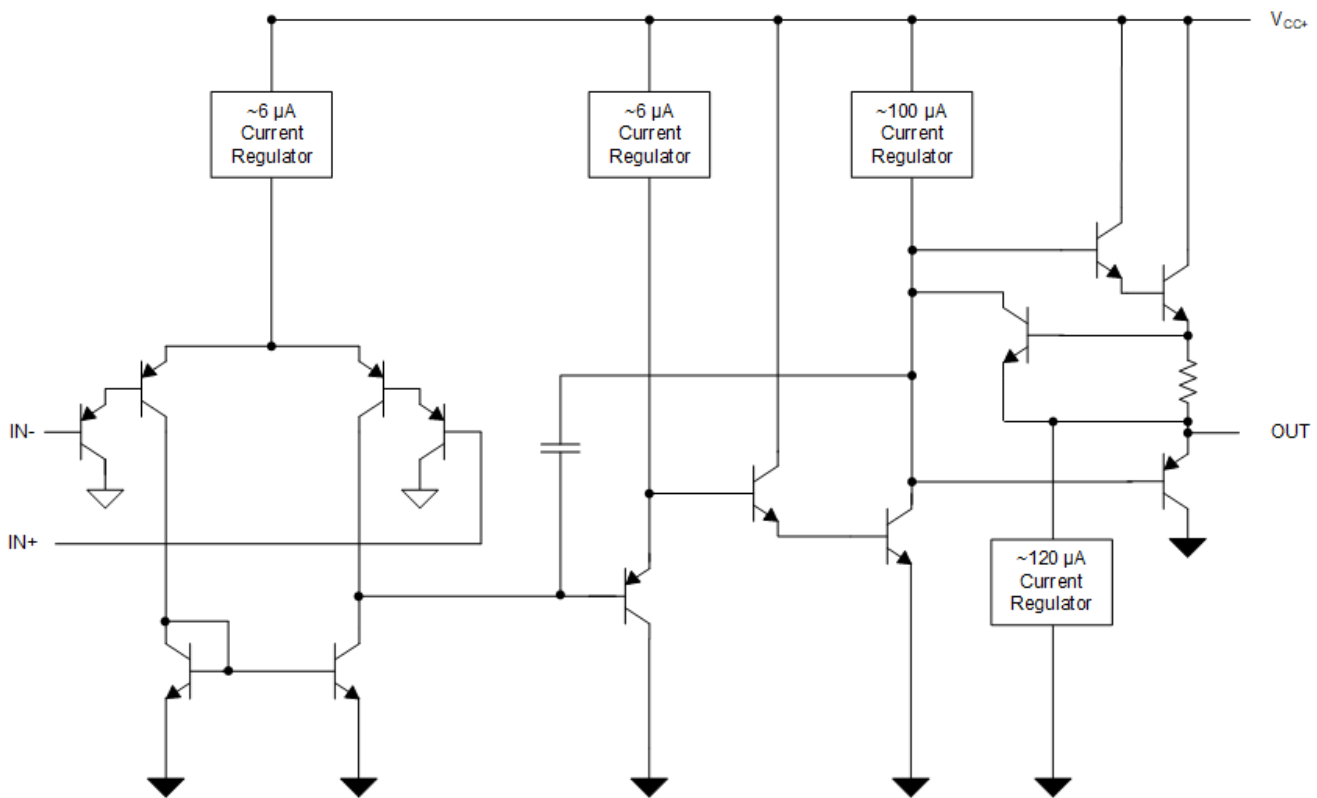 V_CC+
~6 µA
Current
Regulator
~6 µA
Current
Regulator
~100 µA
Current
Regulator
IN-
OUT
IN+
~120 µA
Current
Regulator